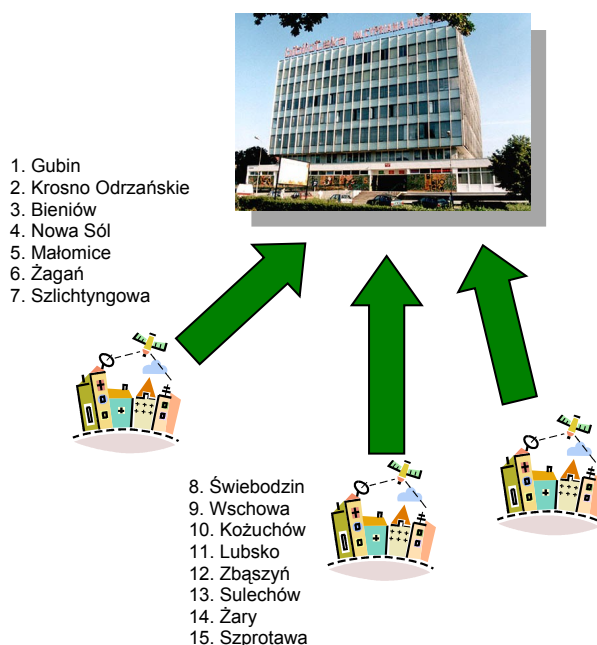 1. Gubin
2. Krosno Odrzańskie
3. Bieniów
4. Nowa Sól
5. Małomice
6. Żagań
7. Szlichtyngowa
8. Świebodzin
9. Wschowa
10. Kożuchów
11. Lubsko
12. Zbąszyń
13. Sulechów
14. Żary
15. Szprotawa